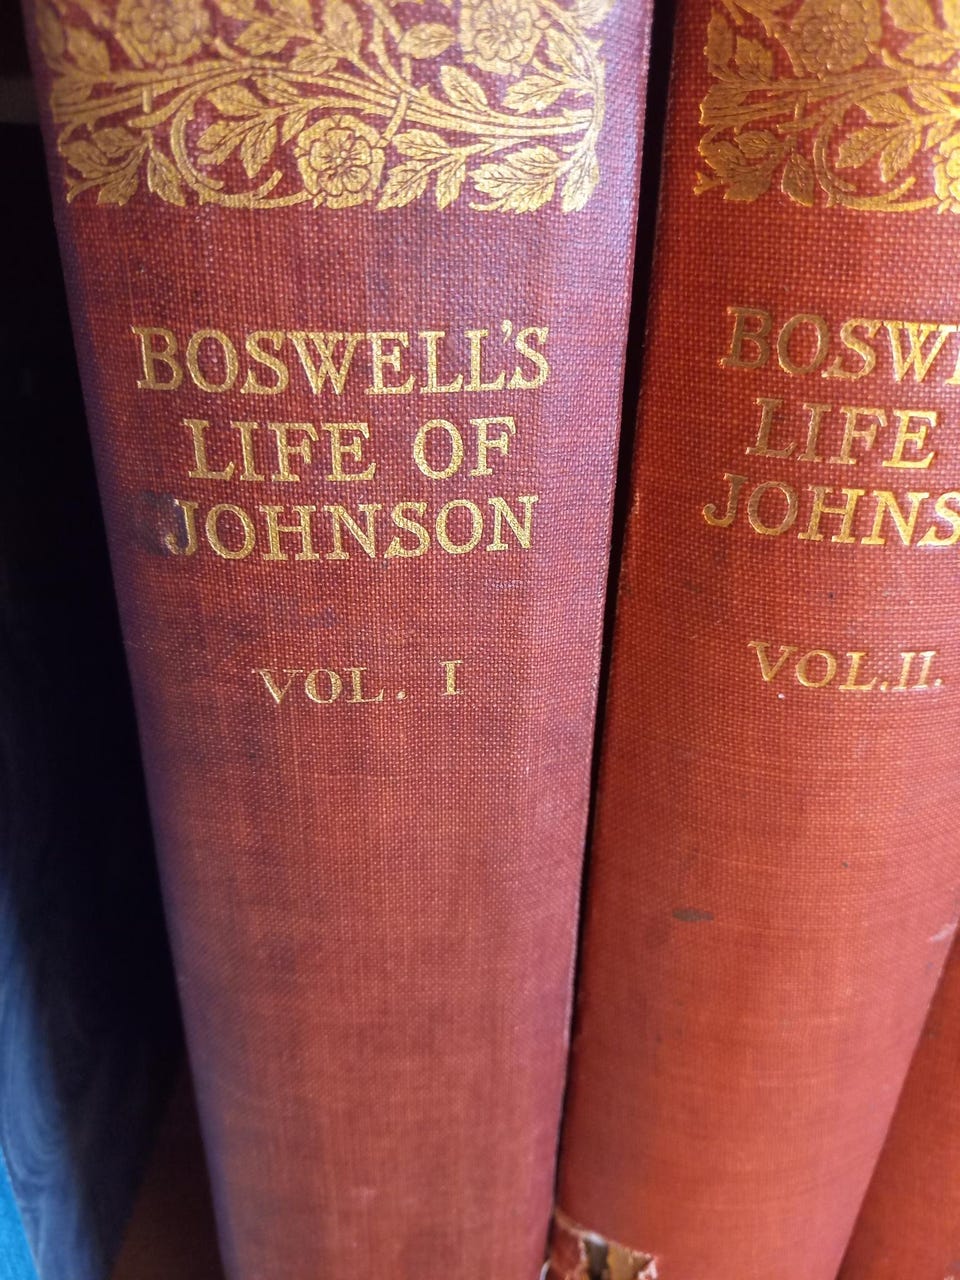 BOSWELL'S
LIFE OF
JOHNSON
VOL. I
BOSWE
LIFE
JOHNS
VOL.II.